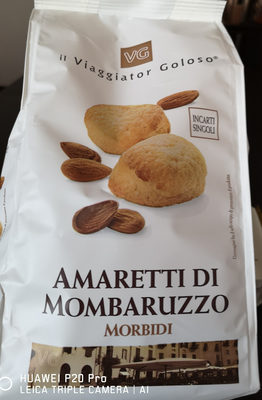 VG
il Viaggiator Goloso®
INCARTI
SINGOLI
AMARETTI DI
MOMBARUZZO
MORBIDI
HUAWEI P20 Pro
LEICA TRIPLE CAMERA | AI